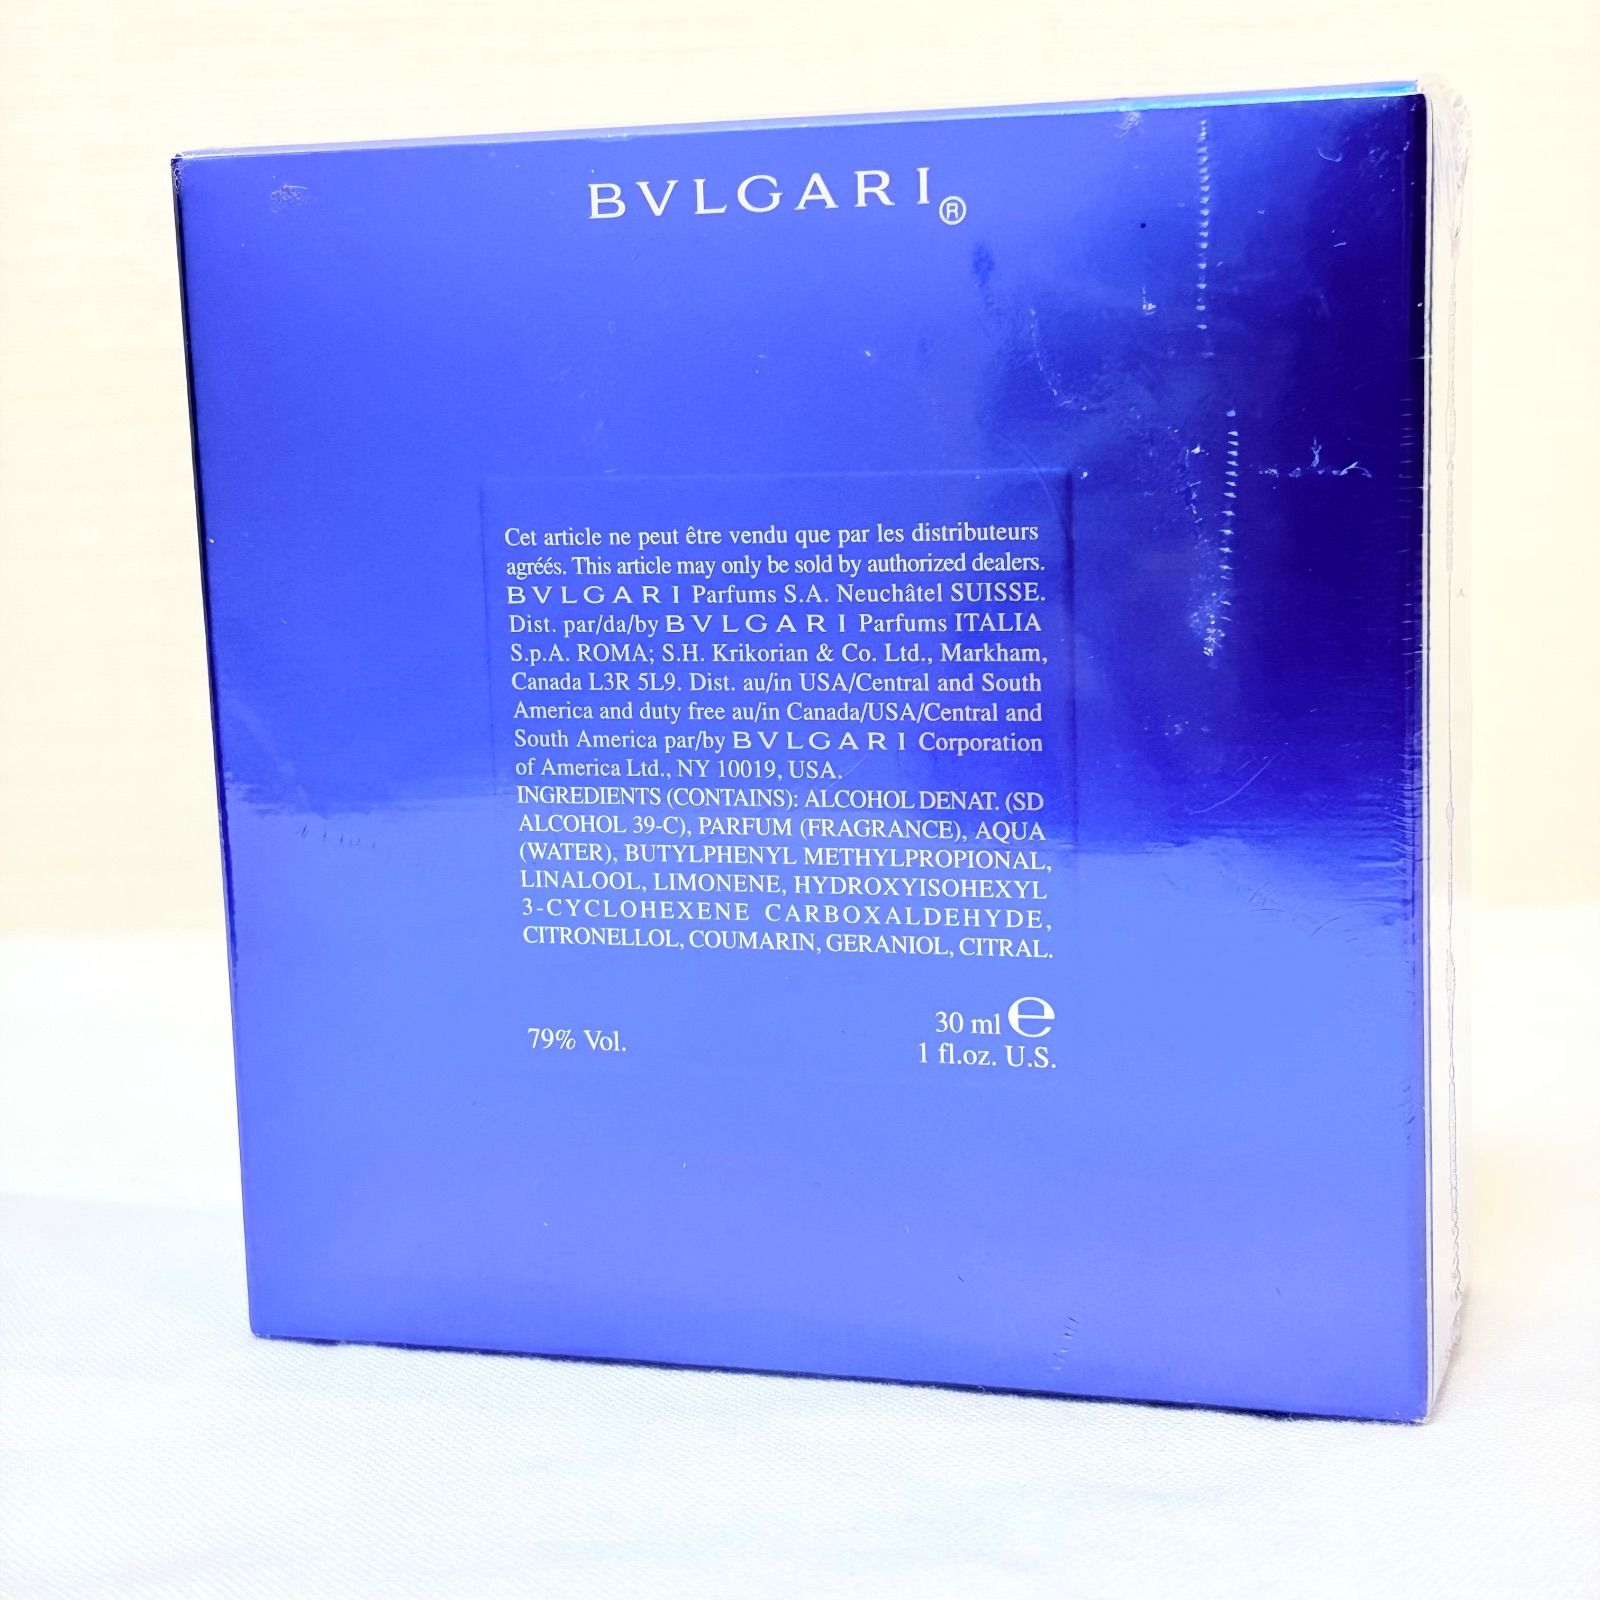 BVLGARI®
Cet article ne peut être vendu que par les distributeurs
agréés. This article may only be sold by authorized dealers.
BVLGARI Parfums S.A. Neuchâtel SUISSE.
Dist. par/da/by BVLGARI Parfums ITALIA
S.p.A. ROMA; S.H. Krikorian & Co. Ltd., Markham,
Canada L3R 5L9. Dist. au/in USA/Central and South
America and duty free au/in Canada/USA/Central and
South America par/by BVLGARI Corporation
of America Ltd., NY 10019, USA.
INGREDIENTS (CONTAINS): ALCOHOL DENAT. (SD
ALCOHOL 39-C), PARFUM (FRAGRANCE), AQUA
(WATER), BUTYLPHENYL METHYLPROPIONAL,
LINALOOL, LIMONENE, HYDROXYISOHEXYL
3-CYCLOHEXENE CARBOXALDEHYDE,
CITRONELLOL, COUMARIN, GERANIOL, CITRAL.
79% Vol.
30 ml ℮
1 fl.oz. U.S.